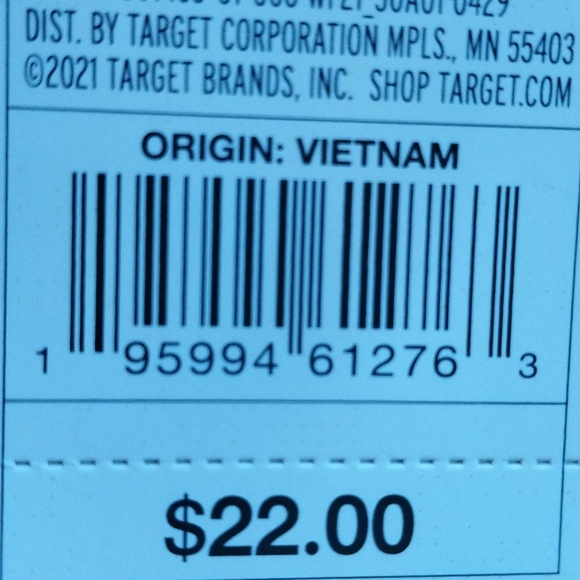 DIST. BY TARGET CORPORATION MPLS., MN 55403
©2021 TARGET BRANDS, INC. SHOP TARGET.COM
ORIGIN: VIETNAM
1 95994 61276 3
$22.00